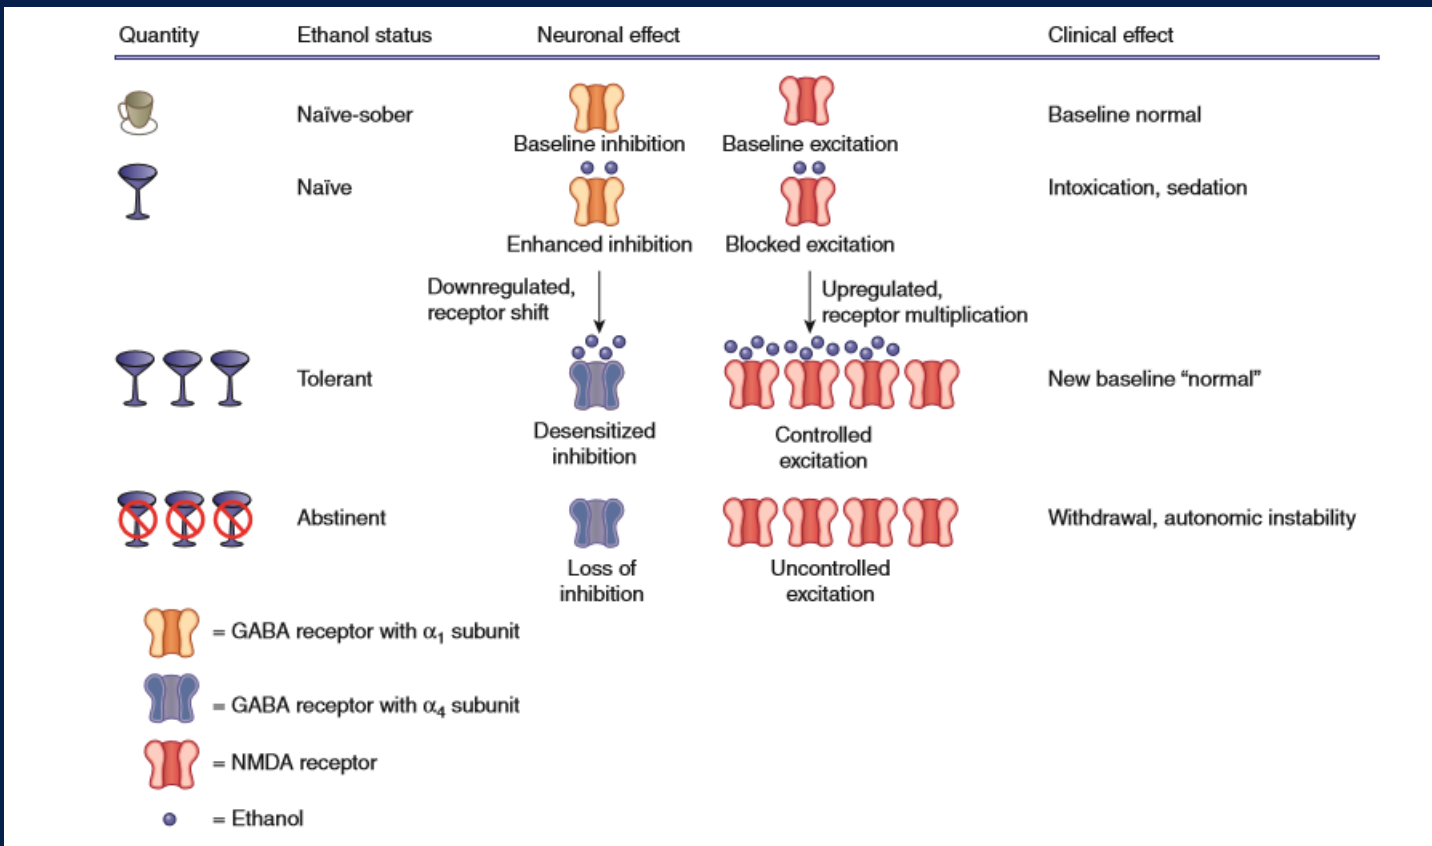 Quantity Ethanol status Neuronal effect Clinical effect
Naïve-sober Baseline normal
Baseline inhibition Baseline excitation
Naïve Intoxication, sedation
Enhanced inhibition Blocked excitation
Downregulated,
receptor shift
Upregulated,
receptor multiplication
Tolerant New baseline “normal”
Desensitized
inhibition
Controlled
excitation
Abstinent Withdrawal, autonomic instability
Loss of
inhibition
Uncontrolled
excitation
= GABA receptor with α₁ subunit
= GABA receptor with α₄ subunit
= NMDA receptor
= Ethanol